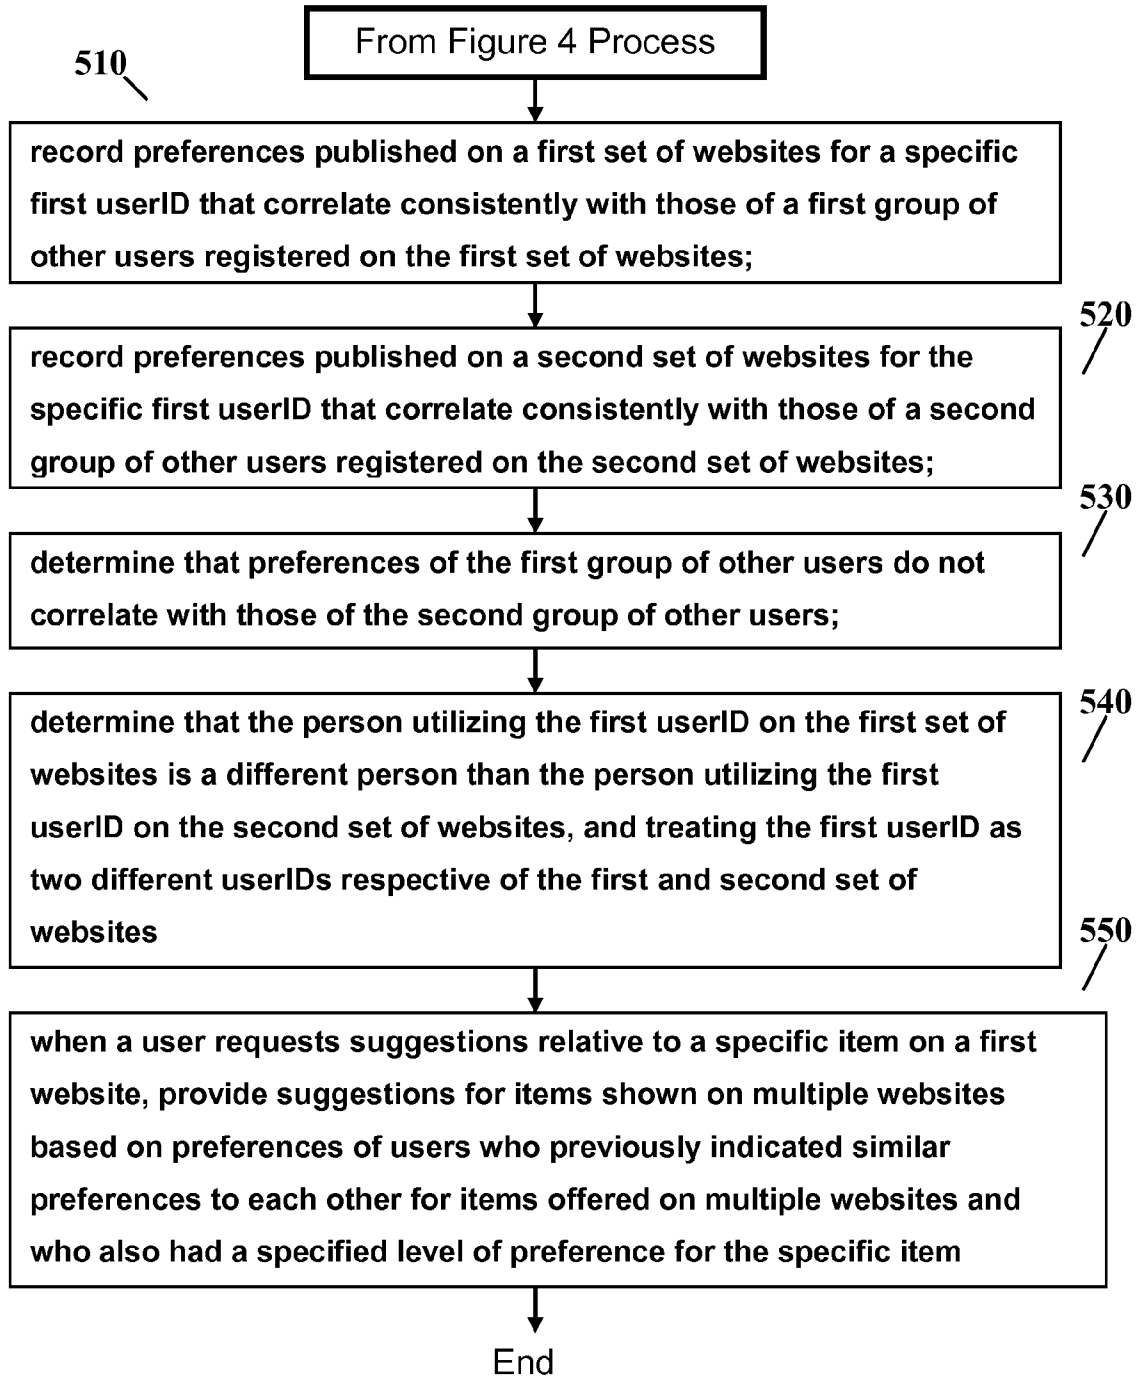 From Figure 4 Process
510
record preferences published on a first set of websites for a specific
first userID that correlate consistently with those of a first group of
other users registered on the first set of websites;
520
record preferences published on a second set of websites for the
specific first userID that correlate consistently with those of a second
group of other users registered on the second set of websites;
530
determine that preferences of the first group of other users do not
correlate with those of the second group of other users;
540
determine that the person utilizing the first userID on the first set of
websites is a different person than the person utilizing the first
userID on the second set of websites, and treating the first userID as
two different userIDs respective of the first and second set of
websites
550
when a user requests suggestions relative to a specific item on a first
website, provide suggestions for items shown on multiple websites
based on preferences of users who previously indicated similar
preferences to each other for items offered on multiple websites and
who also had a specified level of preference for the specific item
End